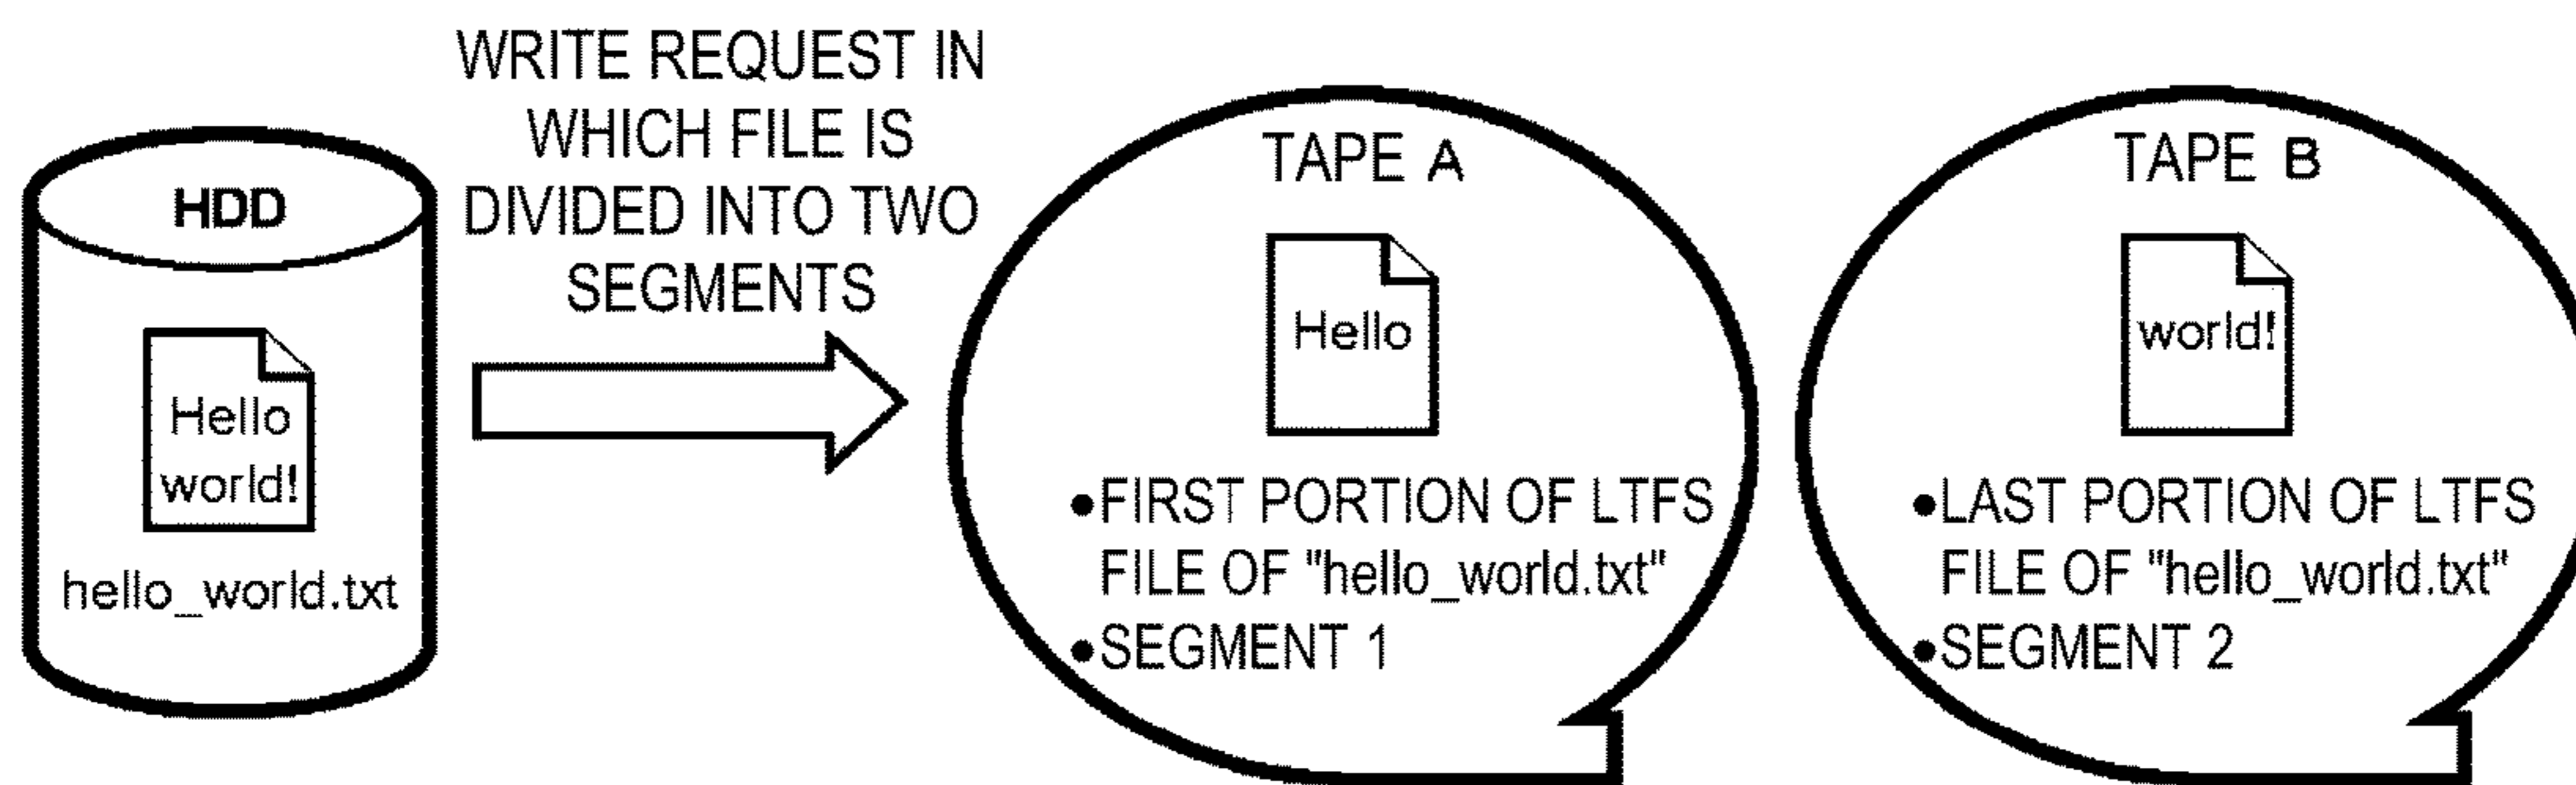 HDD
Hello
world!
hello_world.txt
WRITE REQUEST IN
WHICH FILE IS
DIVIDED INTO TWO
SEGMENTS
TAPE A
Hello
•FIRST PORTION OF LTFS
FILE OF "hello_world.txt"
•SEGMENT 1
TAPE B
world!
•LAST PORTION OF LTFS
FILE OF "hello_world.txt"
•SEGMENT 2